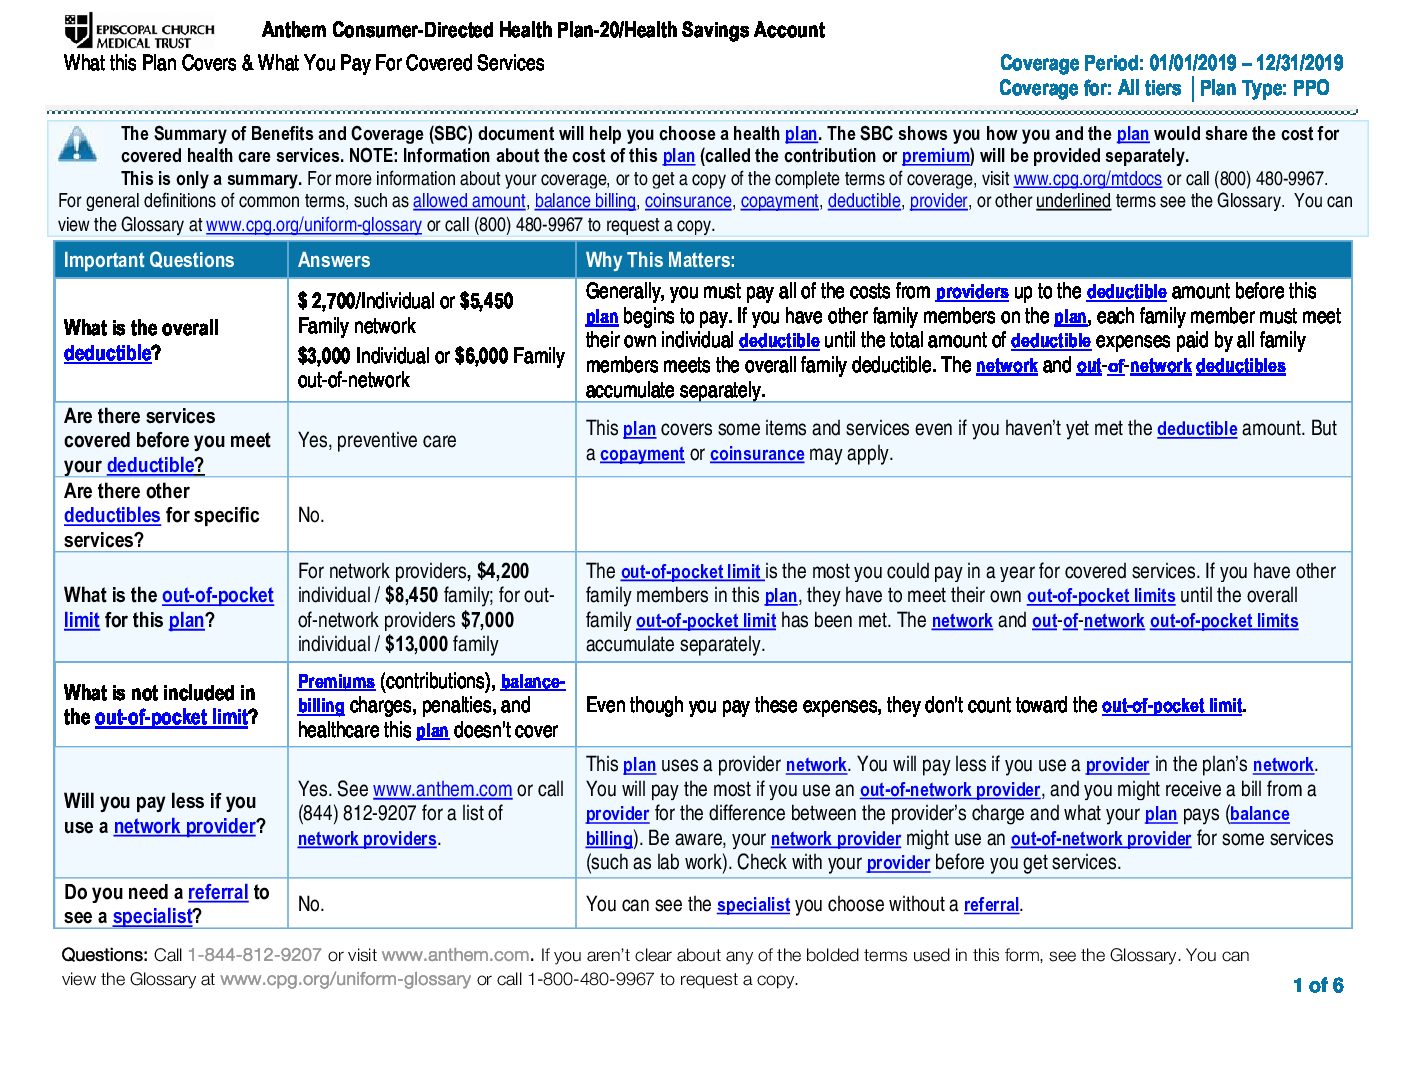 EPISCOPAL CHURCH
MEDICAL TRUST
Anthem Consumer-Directed Health Plan-20/Health Savings Account
What this Plan Covers & What You Pay For Covered Services
Coverage Period: 01/01/2019 – 12/31/2019
Coverage for: All tiers | Plan Type: PPO
The Summary of Benefits and Coverage (SBC) document will help you choose a health plan. The SBC shows you how you and the plan would share the cost for
covered health care services. NOTE: Information about the cost of this plan (called the contribution or premium) will be provided separately.
This is only a summary. For more information about your coverage, or to get a copy of the complete terms of coverage, visit www.cpg.org/mtdocs or call (800) 480-9967.
For general definitions of common terms, such as allowed amount, balance billing, coinsurance, copayment, deductible, provider, or other underlined terms see the Glossary. You can
view the Glossary at www.cpg.org/uniform-glossary or call (800) 480-9967 to request a copy.
Important Questions
Answers
Why This Matters:
What is the overall
deductible?
$ 2,700/Individual or $5,450
Family network
$3,000 Individual or $6,000 Family
out-of-network
Generally, you must pay all of the costs from providers up to the deductible amount before this
plan begins to pay. If you have other family members on the plan, each family member must meet
their own individual deductible until the total amount of deductible expenses paid by all family
members meets the overall family deductible. The network and out-of-network deductibles
accumulate separately.
Are there services
covered before you meet
your deductible?
Yes, preventive care
This plan covers some items and services even if you haven’t yet met the deductible amount. But
a copayment or coinsurance may apply.
Are there other
deductibles for specific
services?
No.
What is the out-of-pocket
limit for this plan?
For network providers, $4,200
individual / $8,450 family; for out-
of-network providers $7,000
individual / $13,000 family
The out-of-pocket limit is the most you could pay in a year for covered services. If you have other
family members in this plan, they have to meet their own out-of-pocket limits until the overall
family out-of-pocket limit has been met. The network and out-of-network out-of-pocket limits
accumulate separately.
What is not included in
the out-of-pocket limit?
Premiums (contributions), balance-
billing charges, penalties, and
healthcare this plan doesn't cover
Even though you pay these expenses, they don't count toward the out-of-pocket limit.
Will you pay less if you
use a network provider?
Yes. See www.anthem.com or call
(844) 812-9207 for a list of
network providers.
This plan uses a provider network. You will pay less if you use a provider in the plan’s network.
You will pay the most if you use an out-of-network provider, and you might receive a bill from a
provider for the difference between the provider’s charge and what your plan pays (balance
billing). Be aware, your network provider might use an out-of-network provider for some services
(such as lab work). Check with your provider before you get services.
Do you need a referral to
see a specialist?
No.
You can see the specialist you choose without a referral.
Questions: Call 1-844-812-9207 or visit www.anthem.com. If you aren’t clear about any of the bolded terms used in this form, see the Glossary. You can
view the Glossary at www.cpg.org/uniform-glossary or call 1-800-480-9967 to request a copy.
1 of 6